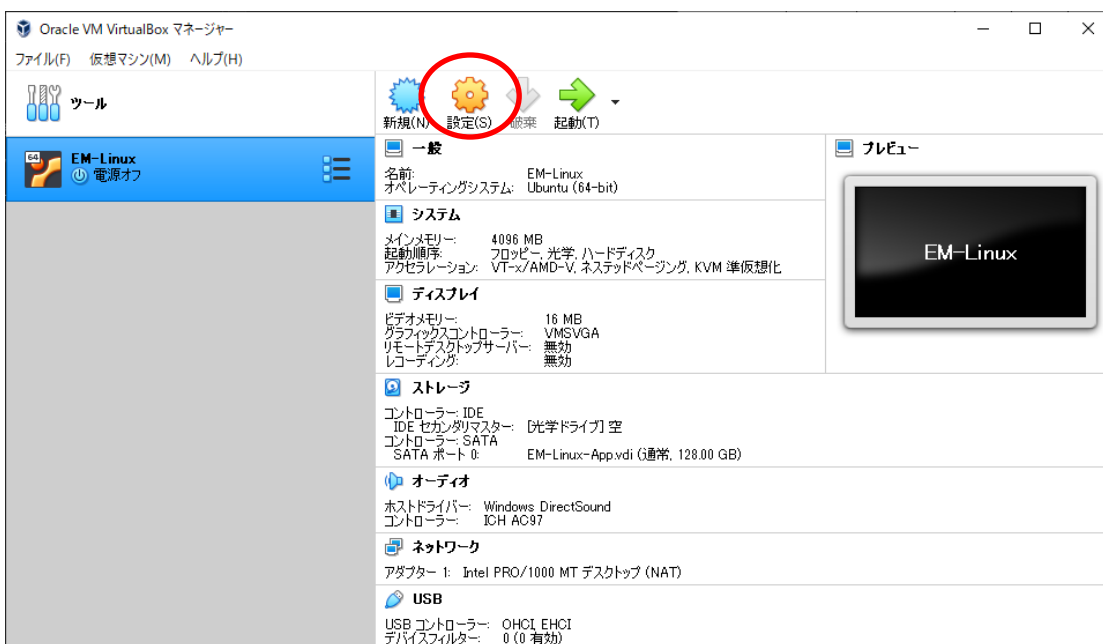 Oracle VM VirtualBox マネージャー
ファイル(F) 仮想マシン(M) ヘルプ(H)
ツール
新規(N) 設定(S) 破棄 起動(T)
64
EM-Linux
電源オフ
一般
名前: EM-Linux
オペレーティングシステム: Ubuntu (64-bit)
プレビュー
EM-Linux
システム
メインメモリー: 4096 MB
起動順序: フロッピー, 光学, ハードディスク
アクセラレーション: VT-x/AMD-V, ネステッドページング, KVM 準仮想化
ディスプレイ
ビデオメモリー: 16 MB
グラフィックスコントローラー: VMSVGA
リモートデスクトップサーバー: 無効
レコーディング: 無効
ストレージ
コントローラー: IDE
IDE セカンダリマスター: [光学ドライブ] 空
コントローラー: SATA
SATA ポート 0: EM-Linux-App.vdi (通常, 128.00 GB)
オーディオ
ホストドライバー: Windows DirectSound
コントローラー: ICH AC97
ネットワーク
アダプター 1: Intel PRO/1000 MT デスクトップ (NAT)
USB
USB コントローラー: OHCI, EHCI
デバイスフィルター: 0 (0 有効)